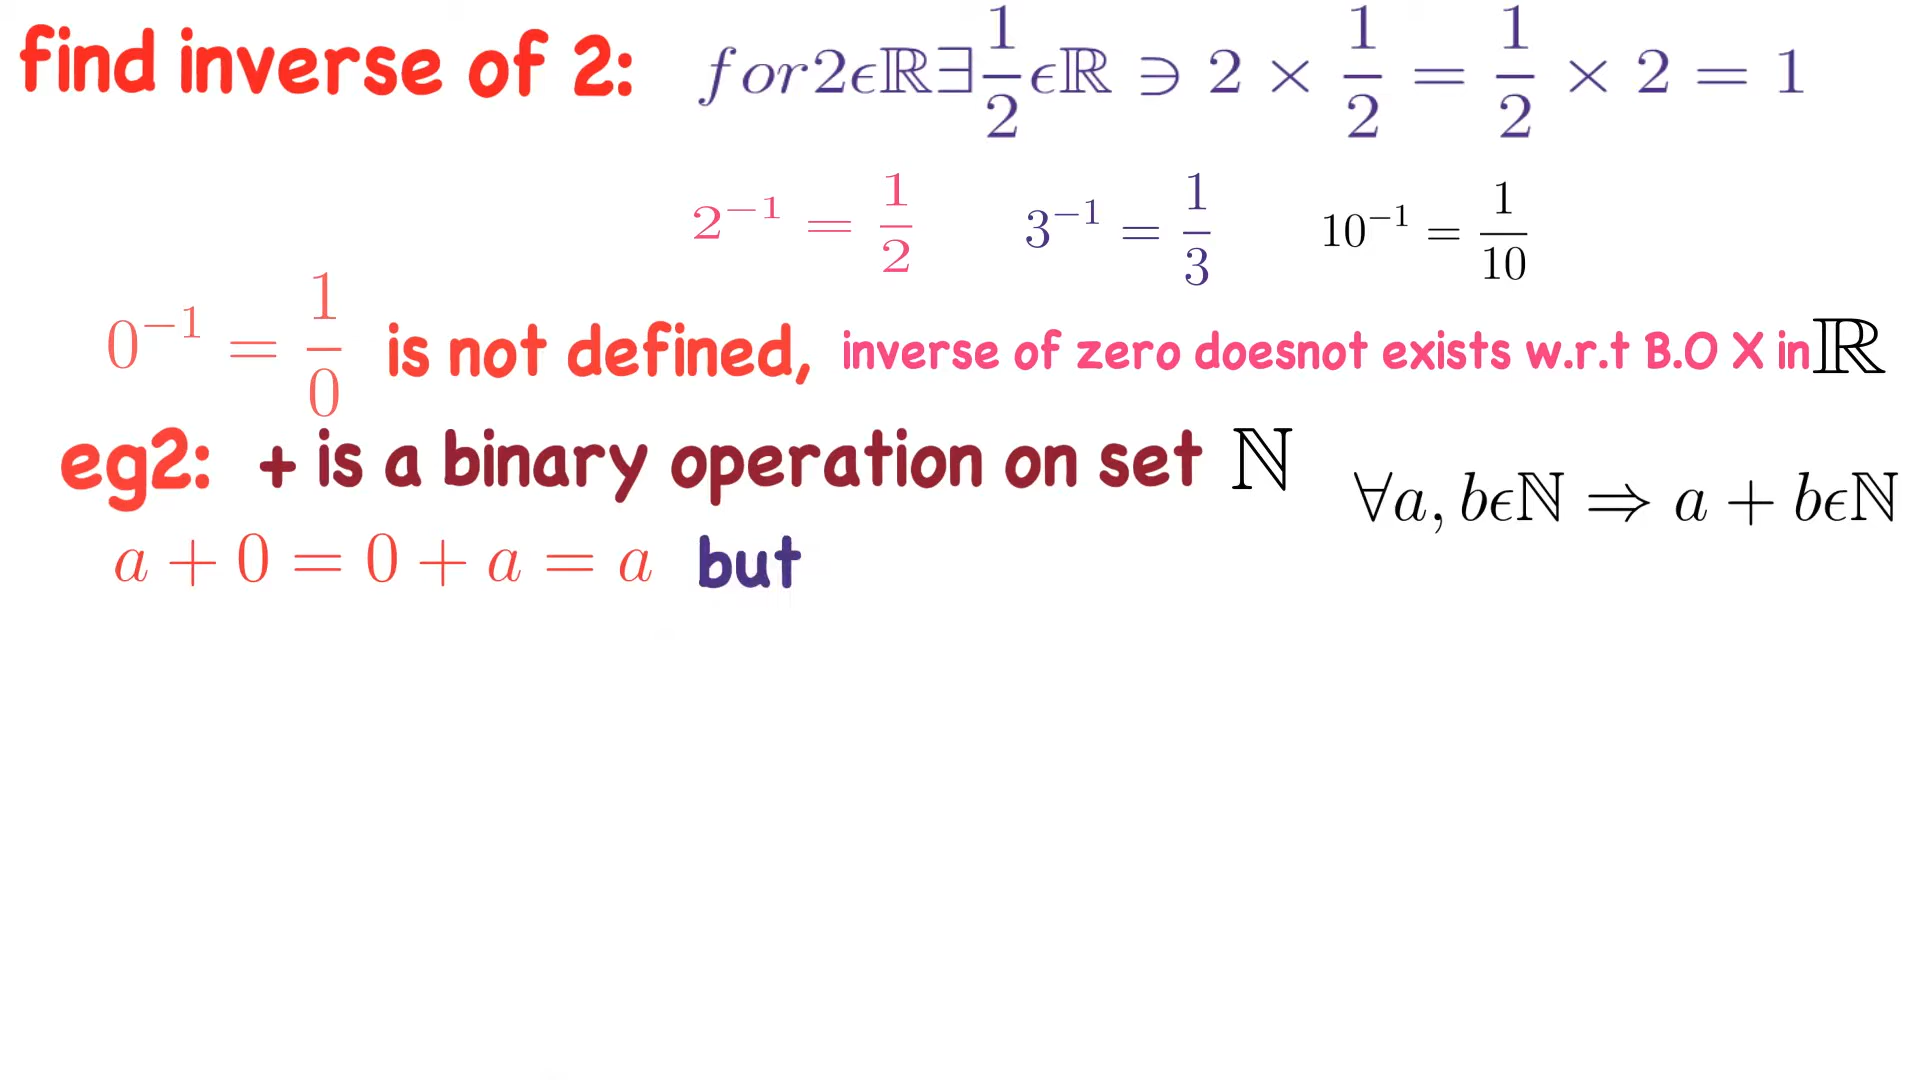 find inverse of 2: for2ϵℝ∃1/2ϵℝ ∋ 2 × 1/2 = 1/2 × 2 = 1
2⁻¹ = 1/2 3⁻¹ = 1/3 10⁻¹ = 1/10
0⁻¹ = 1/0 is not defined, inverse of zero doesnot exists w.r.t B.O X in ℝ
eg2: + is a binary operation on set ℕ ∀a, bϵℕ ⇒ a + bϵℕ
a + 0 = 0 + a = a but